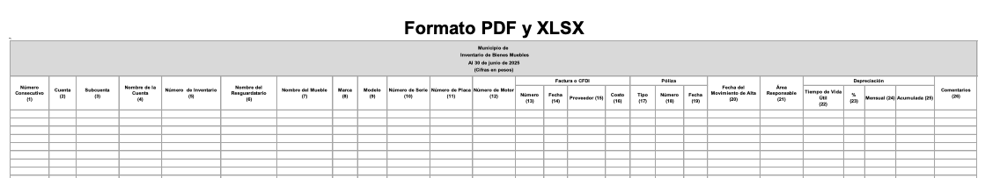 Formato PDF y XLSX
Municipio de
Inventario de Bienes Muebles
Al 30 de junio de 2025
(Cifras en pesos)
Número Consecutivo (1)
Cuenta (2)
Subcuenta (3)
Nombre de la Cuenta (4)
Número de Inventario (5)
Nombre del Resguardatario (6)
Nombre del Mueble (7)
Marca (8)
Modelo (9)
Número de Serie (10)
Número de Placa (11)
Número de Motor (12)
Factura o CFDI
Número (13)
Fecha (14)
Proveedor (15)
Costo (16)
Póliza
Tipo (17)
Número (18)
Fecha (19)
Fecha del Movimiento de Alta (20)
Área Responsable (21)
Depreciación
Tiempo de Vida Útil (22)
% (23)
Mensual (24)
Acumulada (25)
Comentarios (26)